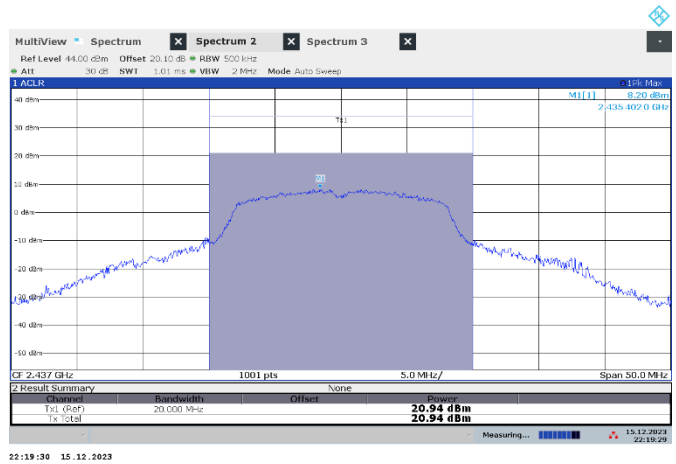 MultiView Spectrum X Spectrum 2 X Spectrum 3 X
Ref Level 44.00 dBm Offset 20.10 dB RBW 500 kHz
Att 30 dB SWT 1.01 ms VBW 2 MHz Mode Auto Sweep
1 ACLR 1Pk Max
M1[1] 8.20 dBm
2.435 402 0 GHz
40 dBm
Tx1
30 dBm
20 dBm
M1
10 dBm
0 dBm
-10 dBm
-20 dBm
-30 dBm
-40 dBm
-50 dBm
CF 2.437 GHz 1001 pts 5.0 MHz/ Span 50.0 MHz
2 Result Summary None
Channel Bandwidth Offset Power
Tx1 (Ref) 20.000 MHz 20.94 dBm
Tx Total 20.94 dBm
Measuring... 15.12.2023
22:19:29
22:19:30 15.12.2023